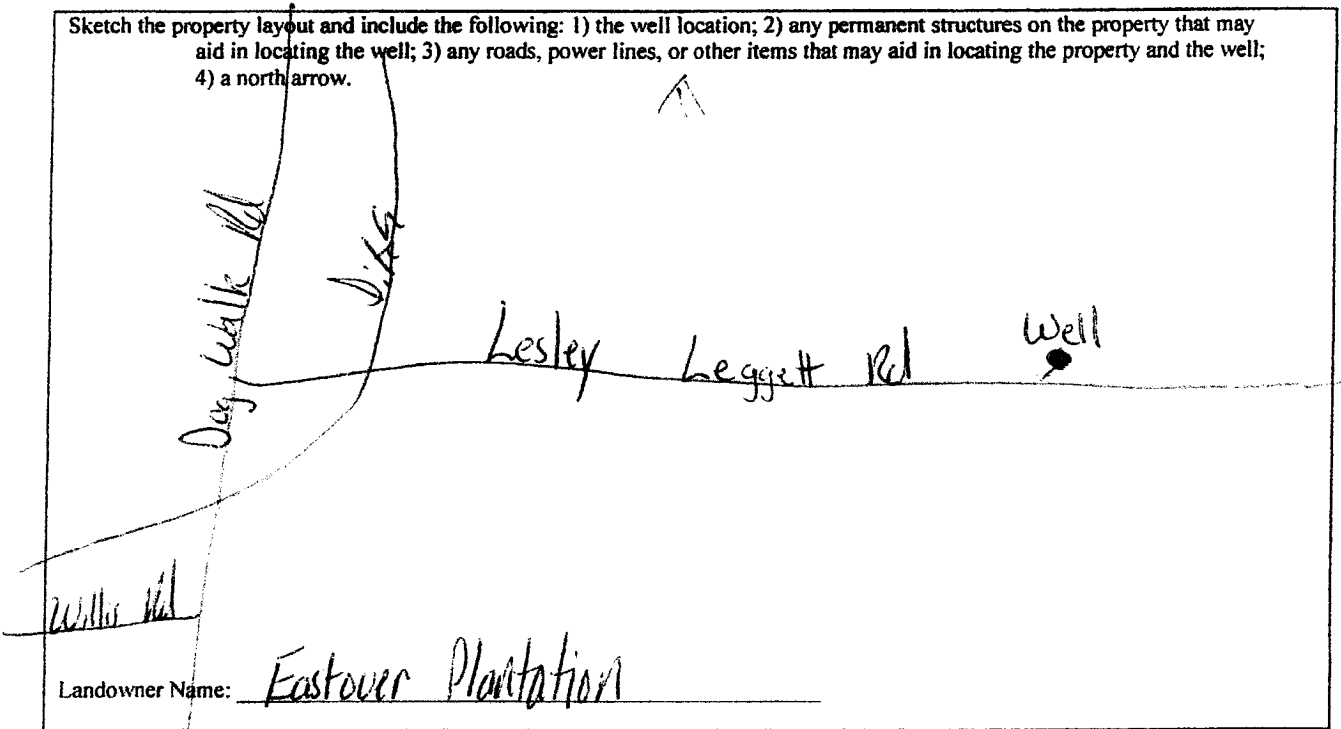 Sketch the property layout and include the following: 1) the well location; 2) any permanent structures on the property that may
aid in locating the well; 3) any roads, power lines, or other items that may aid in locating the property and the well;
4) a north arrow.
Dog Walk Rd
Ditch
Lesley Leggett Rd
Well
Willis Rd
Landowner Name: Eastover Plantation